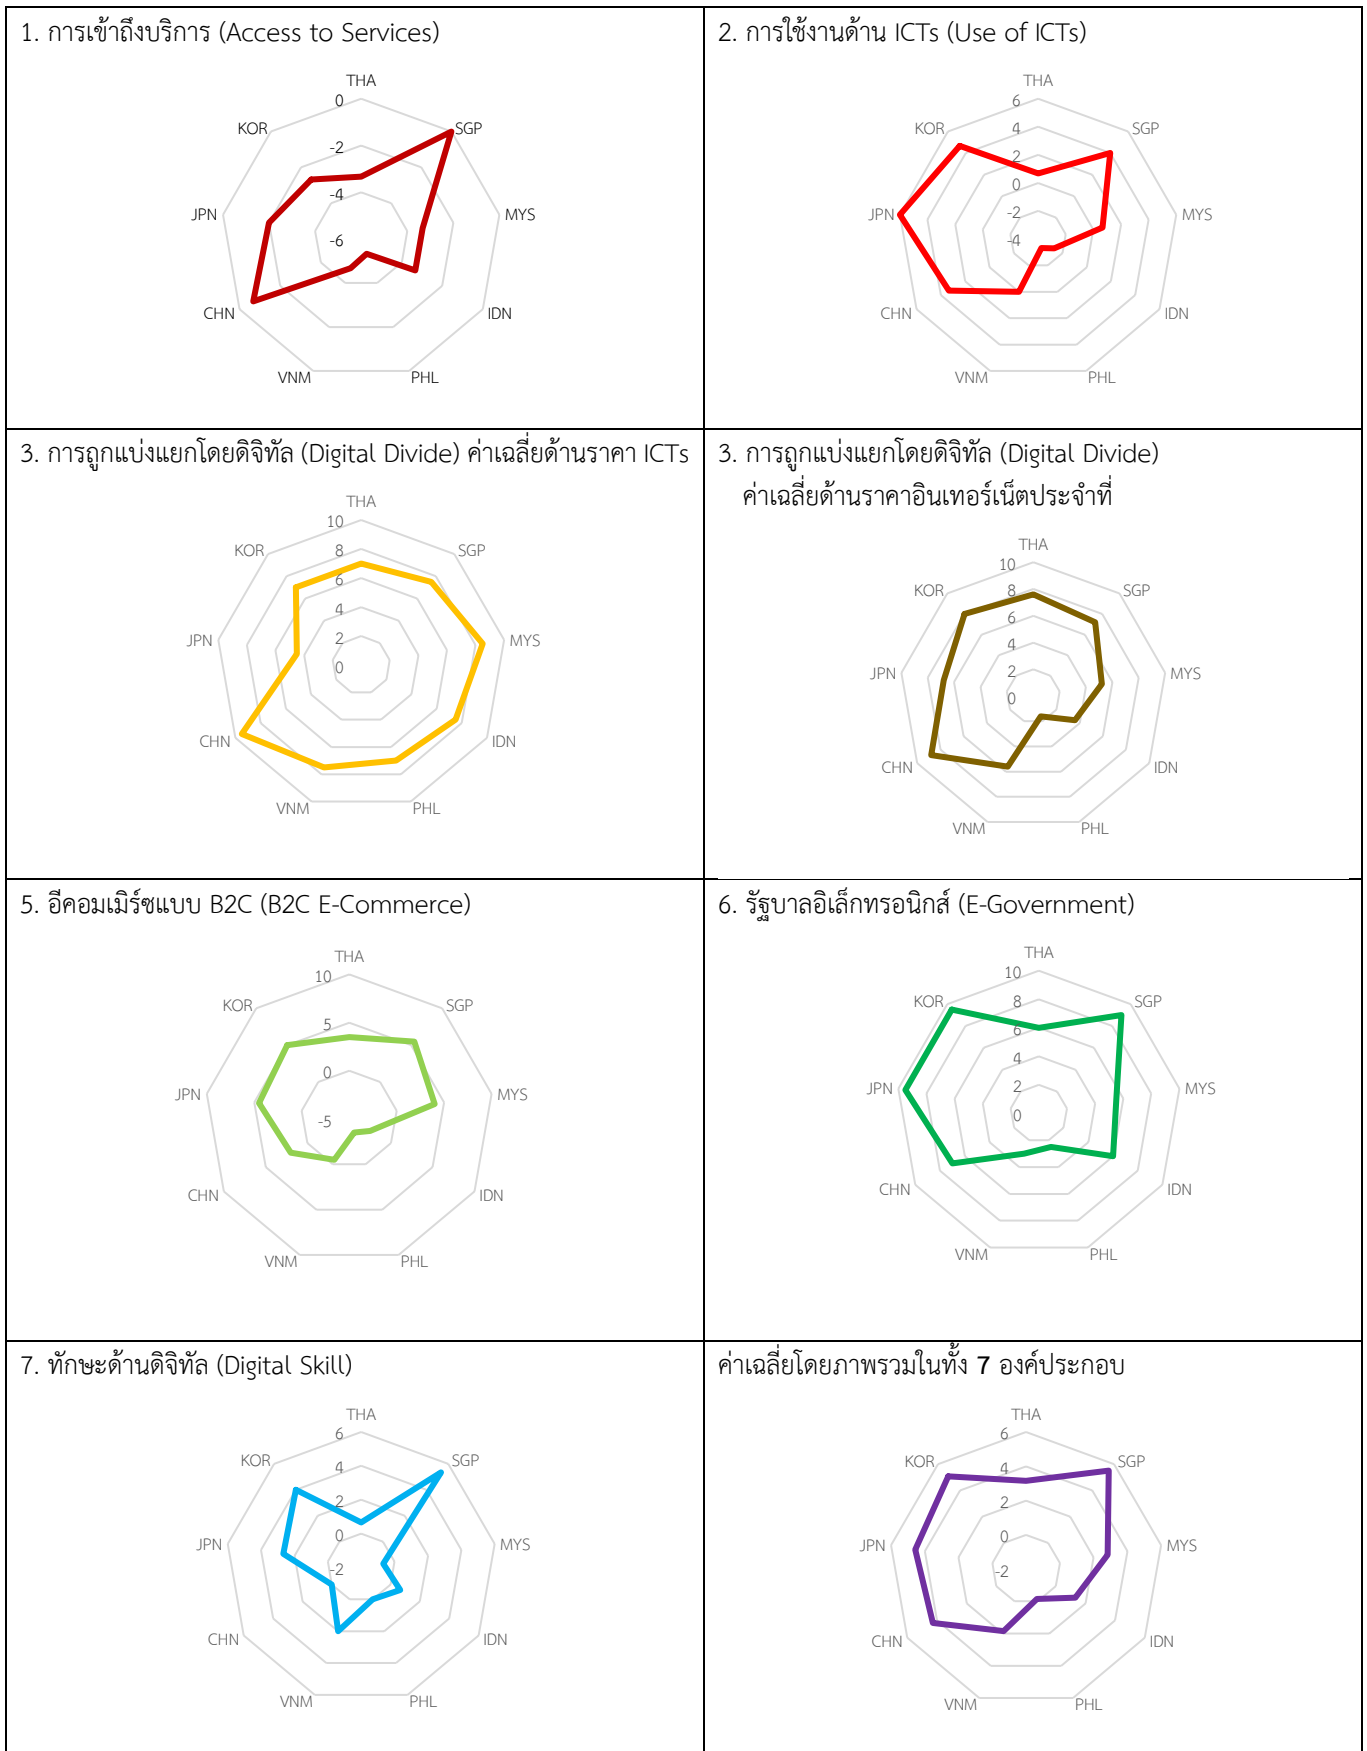 1. การเข้าถึงบริการ (Access to Services)
THA
0
SGP
KOR
-2
-4
JPN
MYS
-6
CHN
IDN
VNM
PHL
2. การใช้งานด้าน ICTs (Use of ICTs)
THA
6
KOR
4
SGP
2
0
JPN
-2
MYS
-4
CHN
IDN
VNM
PHL
3. การถูกแบ่งแยกโดยดิจิทัล (Digital Divide) ค่าเฉลี่ยด้านราคา ICTs
THA
10
KOR
8
SGP
6
4
JPN
2
MYS
0
CHN
IDN
VNM
PHL
3. การถูกแบ่งแยกโดยดิจิทัล (Digital Divide)
ค่าเฉลี่ยด้านราคาอินเทอร์เน็ตประจำที่
THA
10
KOR
8
SGP
6
4
JPN
2
MYS
0
CHN
IDN
VNM
PHL
5. อีคอมเมิร์ซแบบ B2C (B2C E-Commerce)
THA
10
KOR
SGP
5
0
JPN
MYS
-5
CHN
IDN
VNM
PHL
6. รัฐบาลอิเล็กทรอนิกส์ (E-Government)
THA
10
KOR
8
SGP
6
4
JPN
2
MYS
0
CHN
IDN
VNM
PHL
7. ทักษะด้านดิจิทัล (Digital Skill)
THA
6
KOR
4
SGP
2
0
JPN
MYS
-2
CHN
IDN
VNM
PHL
ค่าเฉลี่ยโดยภาพรวมในทั้ง 7 องค์ประกอบ
THA
6
KOR
4
SGP
2
0
JPN
MYS
-2
CHN
IDN
VNM
PHL